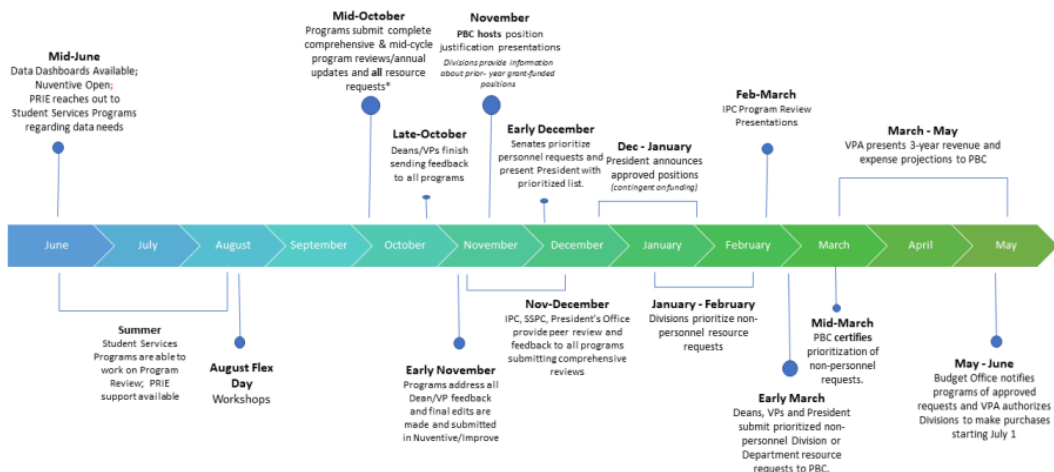 Mid-June
Data Dashboards Available;
Nuventive Open;
PRIE reaches out to
Student Services Programs
regarding data needs
Mid-October
Programs submit complete
comprehensive & mid-cycle
program reviews/annual
updates and all resource
requests*
Late-October
Deans/VPs finish
sending feedback
to all programs
November
PBC hosts position
justification presentations
Divisions provide information
about prior- year grant-funded
positions
Early December
Senates prioritize
personnel requests and
present President with
prioritized list.
Dec - January
President announces
approved positions
(contingent on funding)
Feb-March
IPC Program Review
Presentations
March - May
VPA presents 3-year revenue and
expense projections to PBC
June
July
August
September
October
November
December
January
February
March
April
May
Summer
Student Services
Programs are able to
work on Program
Review; PRIE
support available
August Flex
Day
Workshops
Early November
Programs address all
Dean/VP feedback
and final edits are
made and submitted
in Nuventive/Improve
Nov-December
IPC, SSPC, President's Office
provide peer review and
feedback to all programs
submitting comprehensive
reviews
January - February
Divisions prioritize non-
personnel resource
requests
Early March
Deans, VPs and President
submit prioritized non-
personnel Division or
Department resource
requests to PBC.
Mid-March
PBC certifies
prioritization of
non-personnel
requests.
May - June
Budget Office notifies
programs of approved
requests and VPA authorizes
Divisions to make purchases
starting July 1